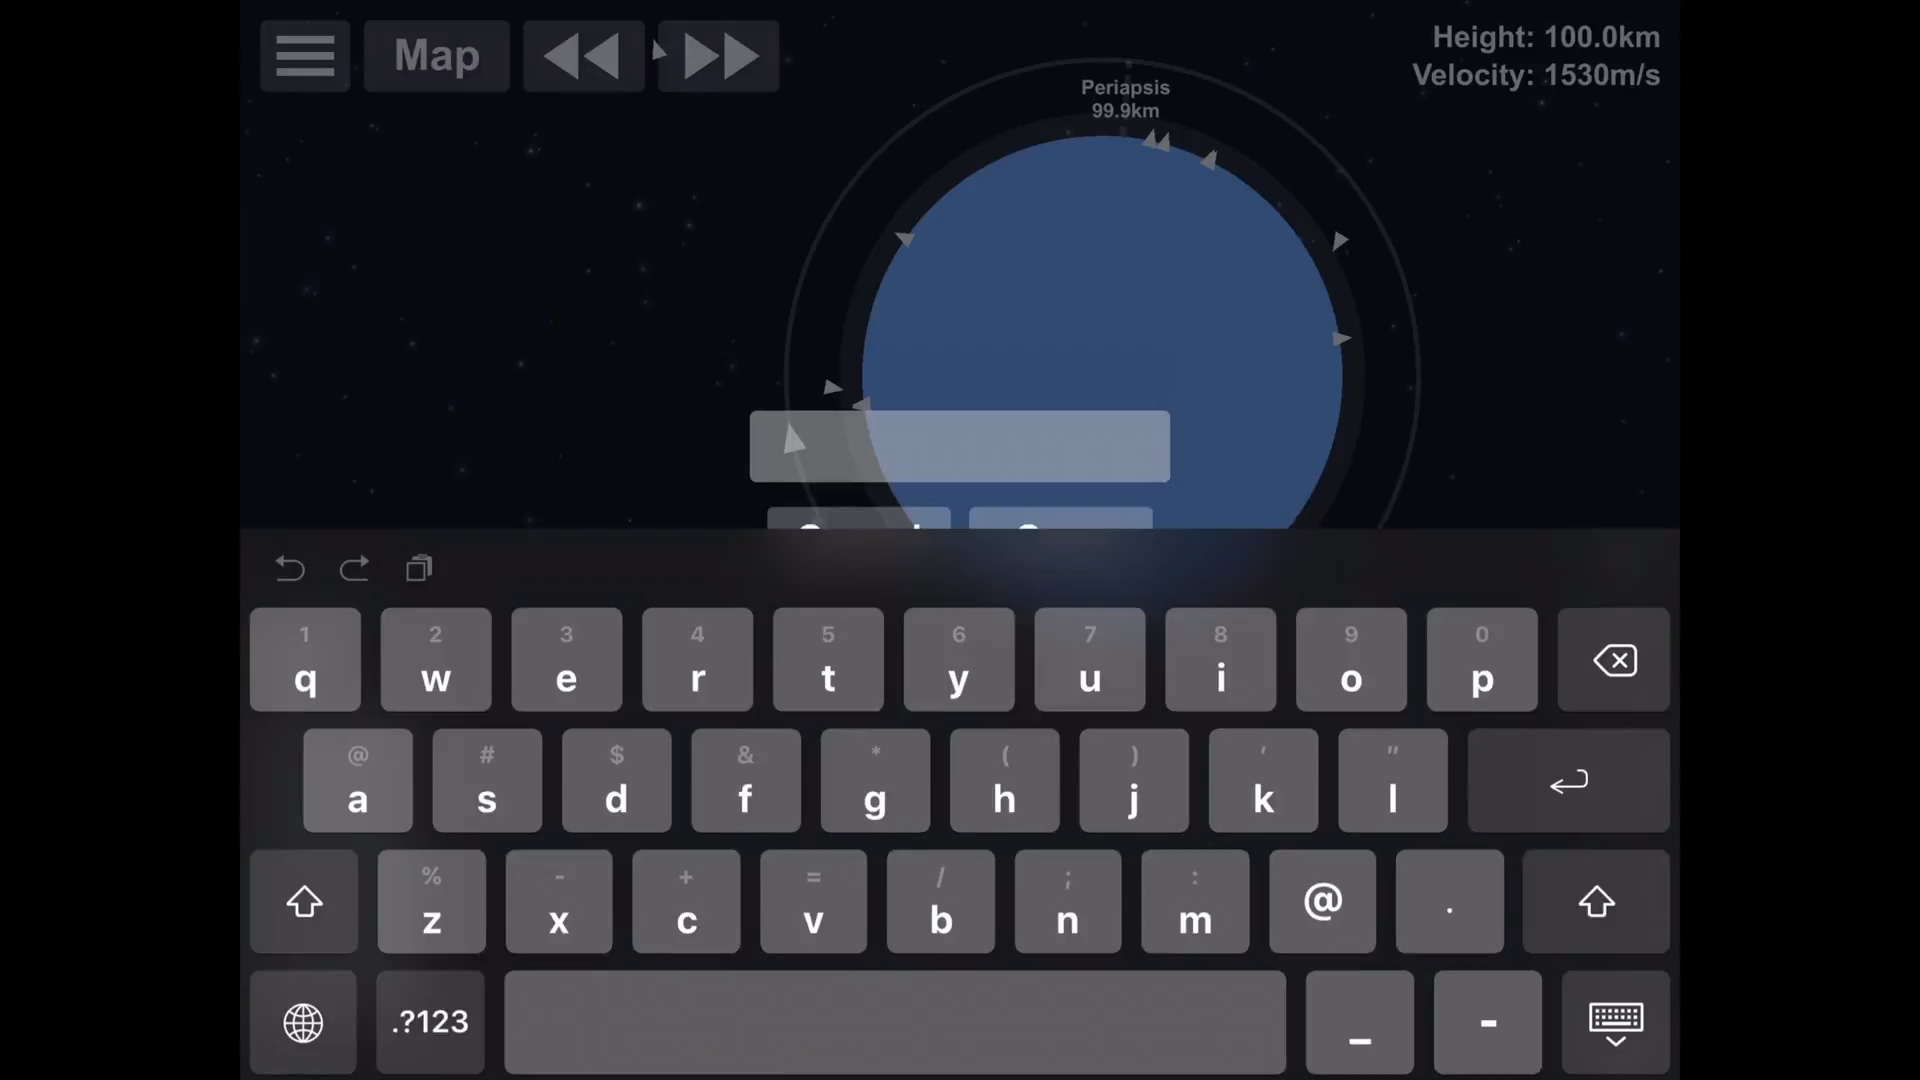 Map
Height: 100.0km
Velocity: 1530m/s
Periapsis
99.9km
1 2 3 4 5 6 7 8 9 0
q w e r t y u i o p
@ # $ & * ( ) ' "
a s d f g h j k l
% - + = / ; :
z x c v b n m @ .
.?123 _ -